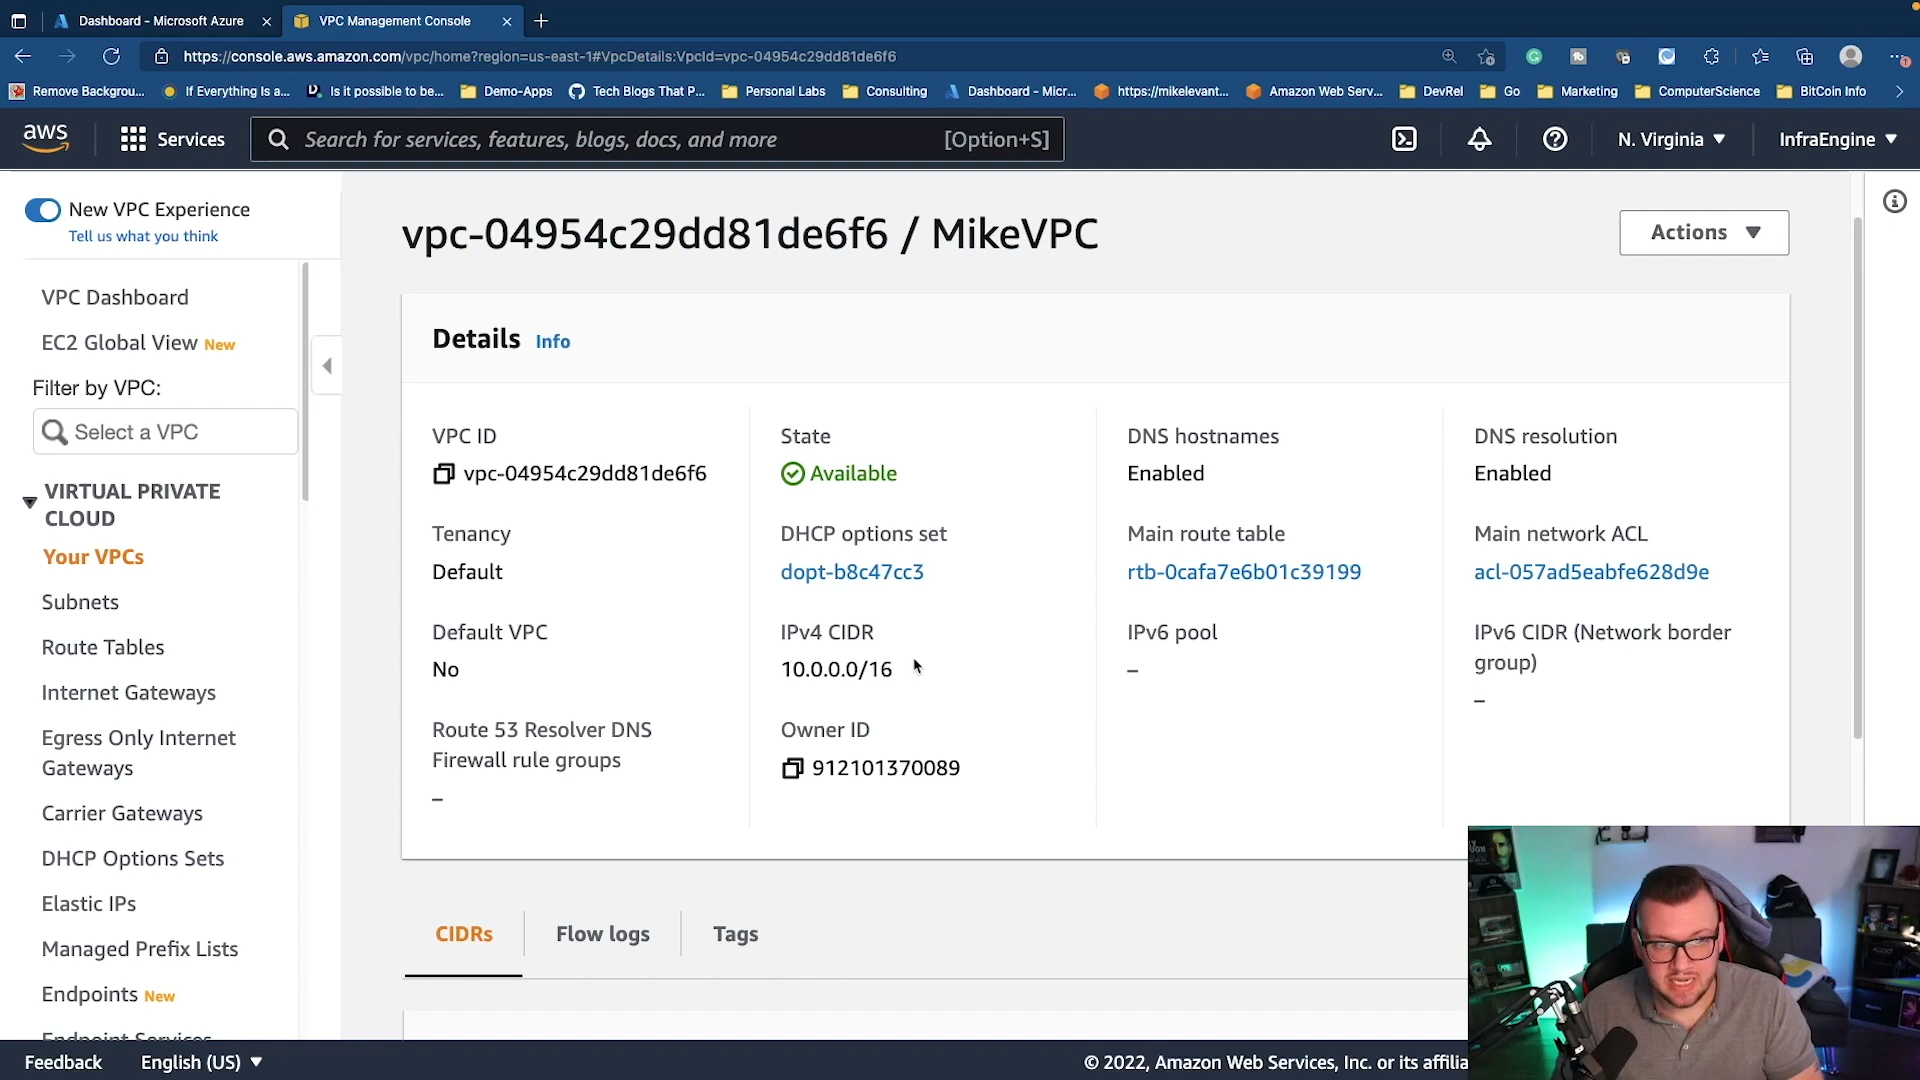 Dashboard - Microsoft Azure
VPC Management Console
https://console.aws.amazon.com/vpc/home?region=us-east-1#VpcDetails:VpcId=vpc-04954c29dd81de6f6
Remove Backgrou... If Everything Is a... Is it possible to be... Demo-Apps Tech Blogs That P... Personal Labs Consulting Dashboard - Micr... https://mikelevant... Amazon Web Serv... DevRel Go Marketing ComputerScience BitCoin Info
aws Services Search for services, features, blogs, docs, and more [Option+S] N. Virginia InfraEngine
New VPC Experience
Tell us what you think
VPC Dashboard
EC2 Global View New
Filter by VPC:
Select a VPC
VIRTUAL PRIVATE
CLOUD
Your VPCs
Subnets
Route Tables
Internet Gateways
Egress Only Internet
Gateways
Carrier Gateways
DHCP Options Sets
Elastic IPs
Managed Prefix Lists
Endpoints New
Endpoint Services
vpc-04954c29dd81de6f6 / MikeVPC
Actions
Details Info
VPC ID
vpc-04954c29dd81de6f6
State
Available
DNS hostnames
Enabled
DNS resolution
Enabled
Tenancy
Default
DHCP options set
dopt-b8c47cc3
Main route table
rtb-0cafa7e6b01c39199
Main network ACL
acl-057ad5eabfe628d9e
Default VPC
No
IPv4 CIDR
10.0.0.0/16
IPv6 pool
–
IPv6 CIDR (Network border
group)
–
Route 53 Resolver DNS
Firewall rule groups
–
Owner ID
912101370089
CIDRs Flow logs Tags
Feedback English (US) © 2022, Amazon Web Services, Inc. or its affilia